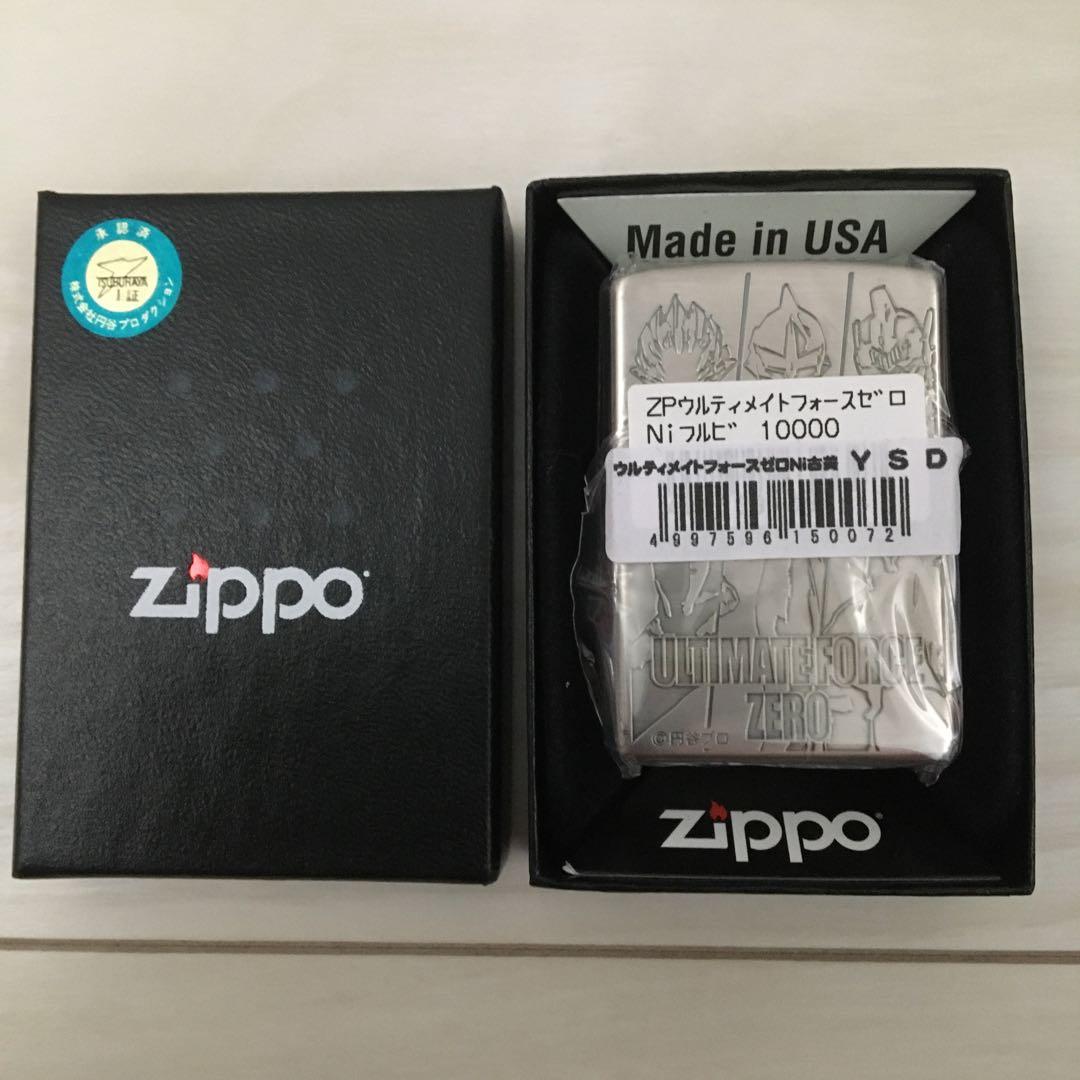 承認済
TSUBURAYA
1 証
株式会社円谷プロダクション
zippo
Made in USA
ZPウルティメイトフォースゼロ
Niフルビ 10000
ウルティメイトフォースゼロNi古美 Y S D
4 997596 150072
ULTIMATE FORCE
ZERO
©円谷プロ
zippo